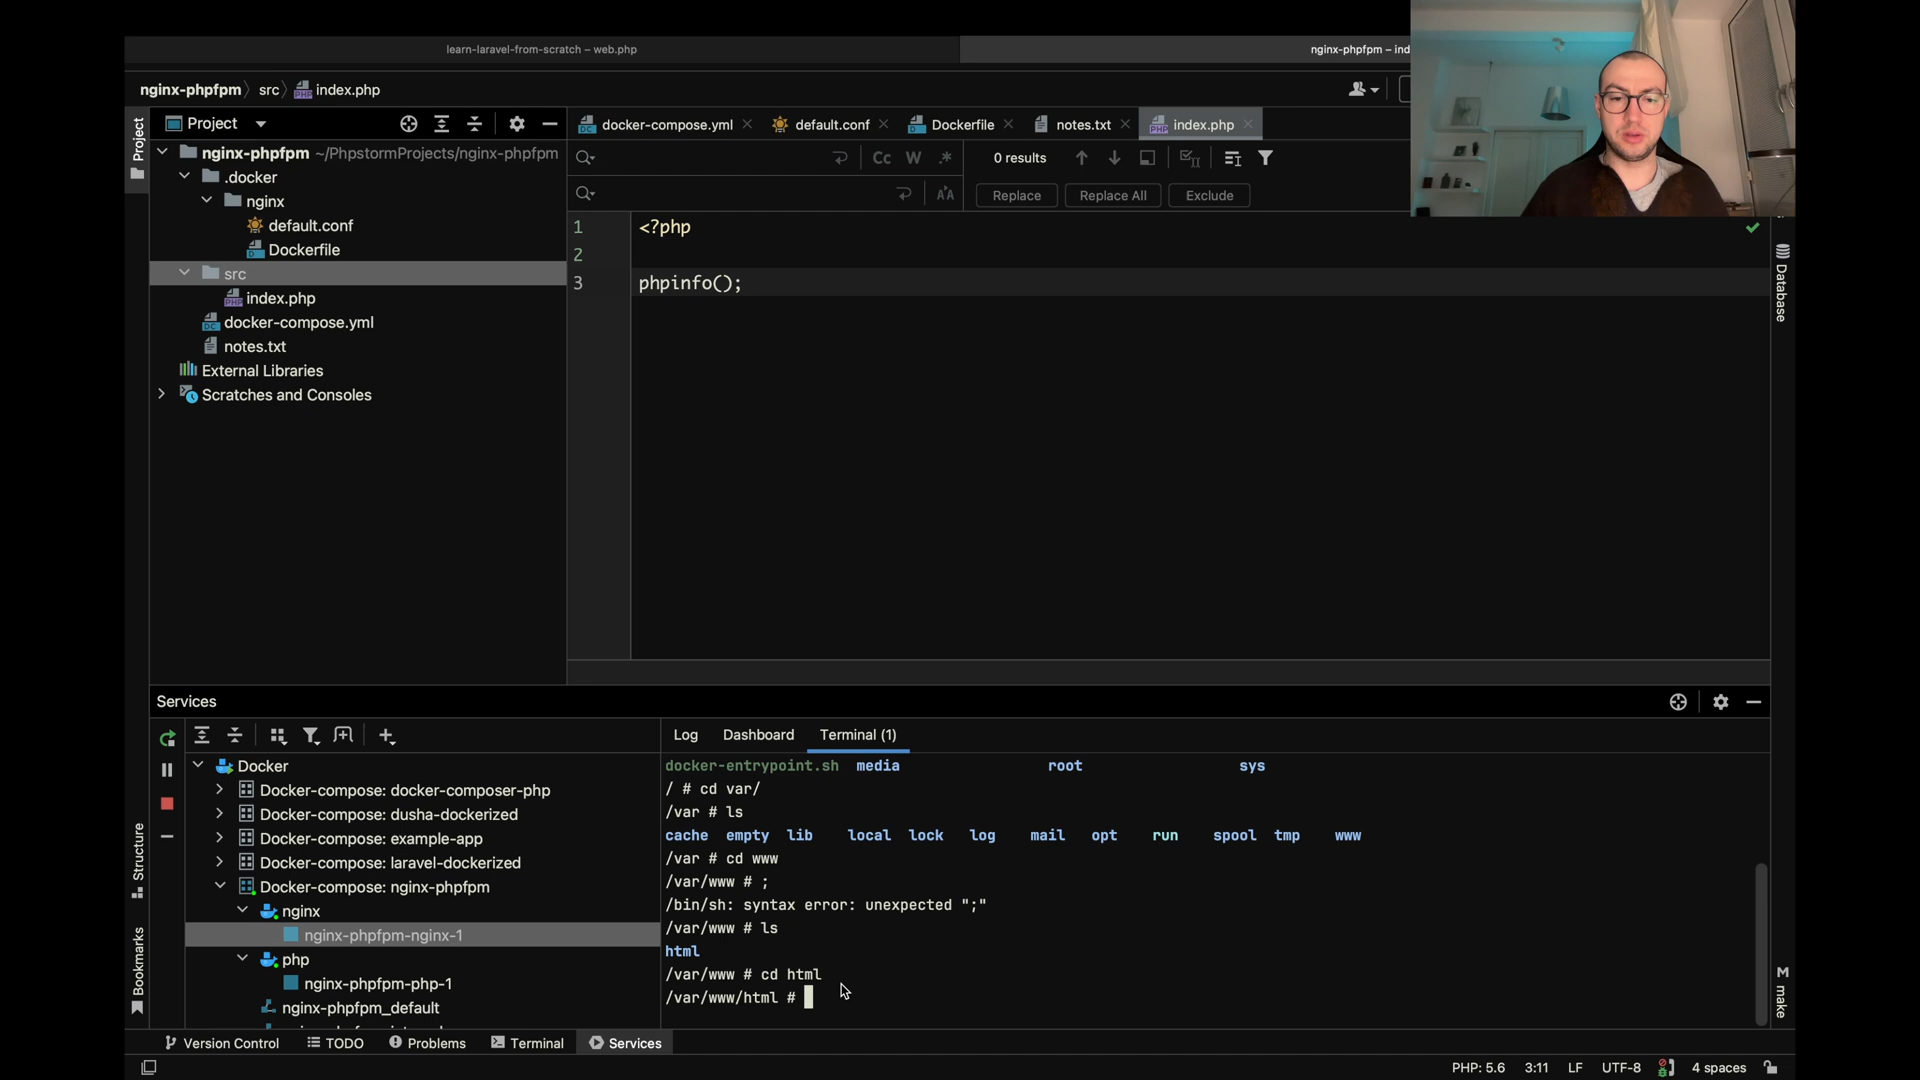 learn-laravel-from-scratch – web.php
nginx-phpfpm – ind
nginx-phpfpm src index.php
Project
Project
docker-compose.yml default.conf Dockerfile notes.txt index.php
nginx-phpfpm ~/PhpstormProjects/nginx-phpfpm
.docker
nginx
default.conf
Dockerfile
src
index.php
docker-compose.yml
notes.txt
External Libraries
Scratches and Consoles
Cc W .* 0 results
Replace Replace All Exclude
1 <?php
2
3 phpinfo();
Database
Services
Log Dashboard Terminal (1)
Docker
Docker-compose: docker-composer-php
Docker-compose: dusha-dockerized
Docker-compose: example-app
Docker-compose: laravel-dockerized
Docker-compose: nginx-phpfpm
nginx
nginx-phpfpm-nginx-1
php
nginx-phpfpm-php-1
nginx-phpfpm_default
docker-entrypoint.sh media root sys
/ # cd var/
/var # ls
cache empty lib local lock log mail opt run spool tmp www
/var # cd www
/var/www # ;
/bin/sh: syntax error: unexpected ";"
/var/www # ls
html
/var/www # cd html
/var/www/html #
Structure
Bookmarks
M make
Version Control TODO Problems Terminal Services
PHP: 5.6 3:11 LF UTF-8 4 spaces